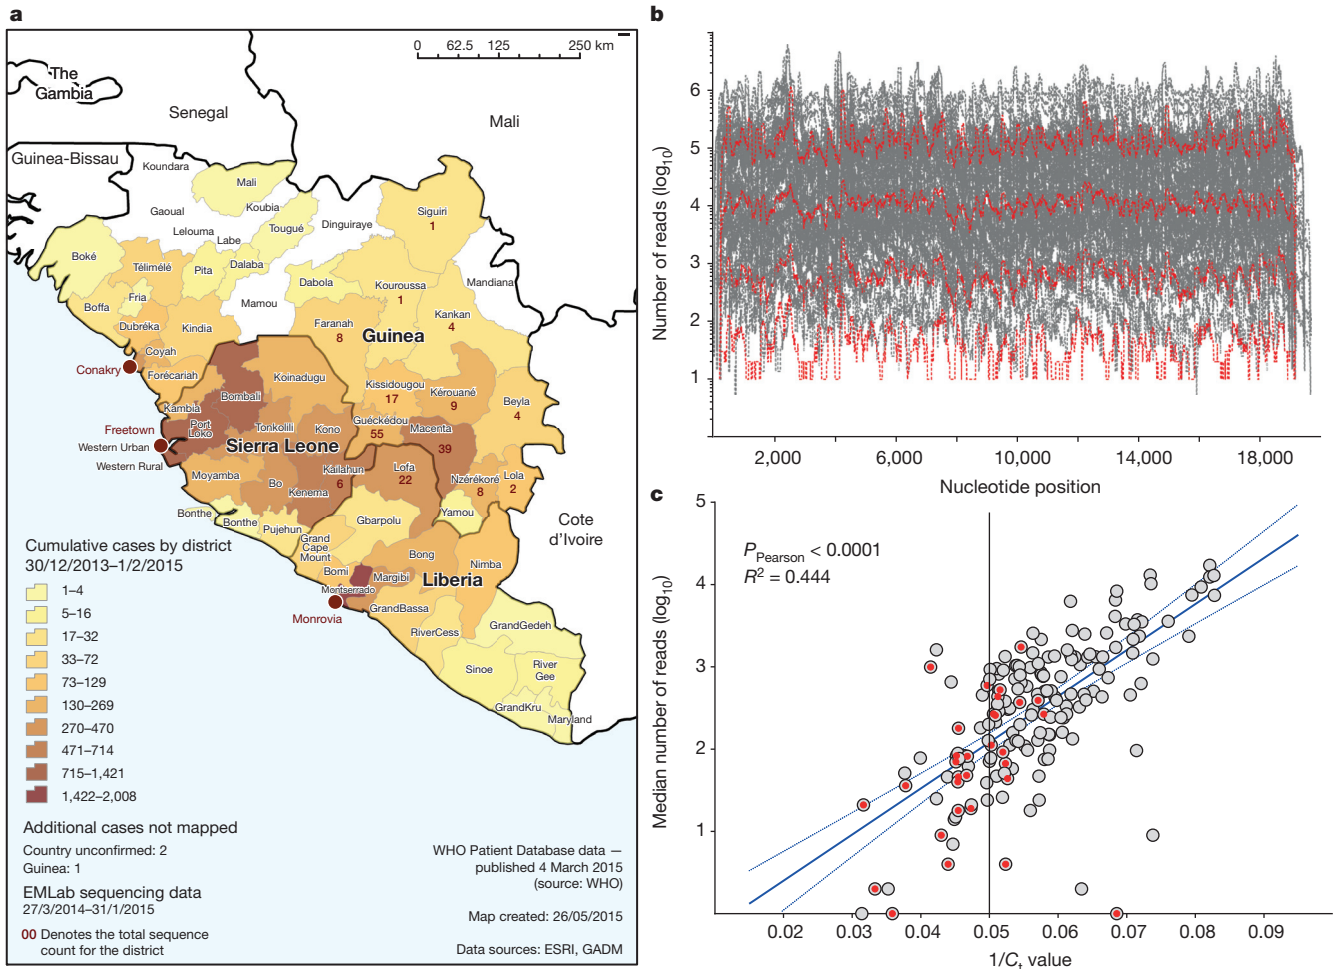 a
0 62.5 125 250 km
The
Gambia
Senegal
Mali
Guinea-Bissau
Koundara
Mali
Gaoual
Koubia
Siguiri
1
Lelouma
Tougué
Dinguiraye
Labe
Boké
Télimélé
Pita
Dalaba
Dabola
Kouroussa
1
Mandiana
Fria
Boffa
Mamou
Kankan
4
Dubréka
Kindia
Faranah
8
Guinea
Coyah
Conakry
Forécariah
Koinadugu
Kissidougou
17
Kérouané
9
Beyla
4
Bombali
Kambia
Port
Loko
Guéckédou
55
Macenta
39
Freetown
Tonkolili
Kono
Western Urban
Sierra Leone
Western Rural
Kailahun
6
Lofa
22
Nzérékoré
8
Lola
2
Moyamba
Bo
Kenema
Yamou
Bonthe
Bonthe
Pujehun
Gbarpolu
Cote
d’Ivoire
Grand
Cape
Mount
Bong
Nimba
Bomi
Margibi
Liberia
Montserrado
Monrovia
GrandBassa
RiverCess
GrandGedeh
Sinoe
River
Gee
GrandKru
Maryland
Cumulative cases by district
30/12/2013–1/2/2015
1–4
5–16
17–32
33–72
73–129
130–269
270–470
471–714
715–1,421
1,422–2,008
Additional cases not mapped
Country unconfirmed: 2
Guinea: 1
EMLab sequencing data
27/3/2014–31/1/2015
00 Denotes the total sequence
count for the district
WHO Patient Database data —
published 4 March 2015
(source: WHO)
Map created: 26/05/2015
Data sources: ESRI, GADM
b
Number of reads (log10)
6
5
4
3
2
1
2,000 6,000 10,000 14,000 18,000
Nucleotide position
c
Median number of reads (log10)
5
4
3
2
1
PPearson < 0.0001
R2 = 0.444
0.02 0.03 0.04 0.05 0.06 0.07 0.08 0.09
1/Ct value